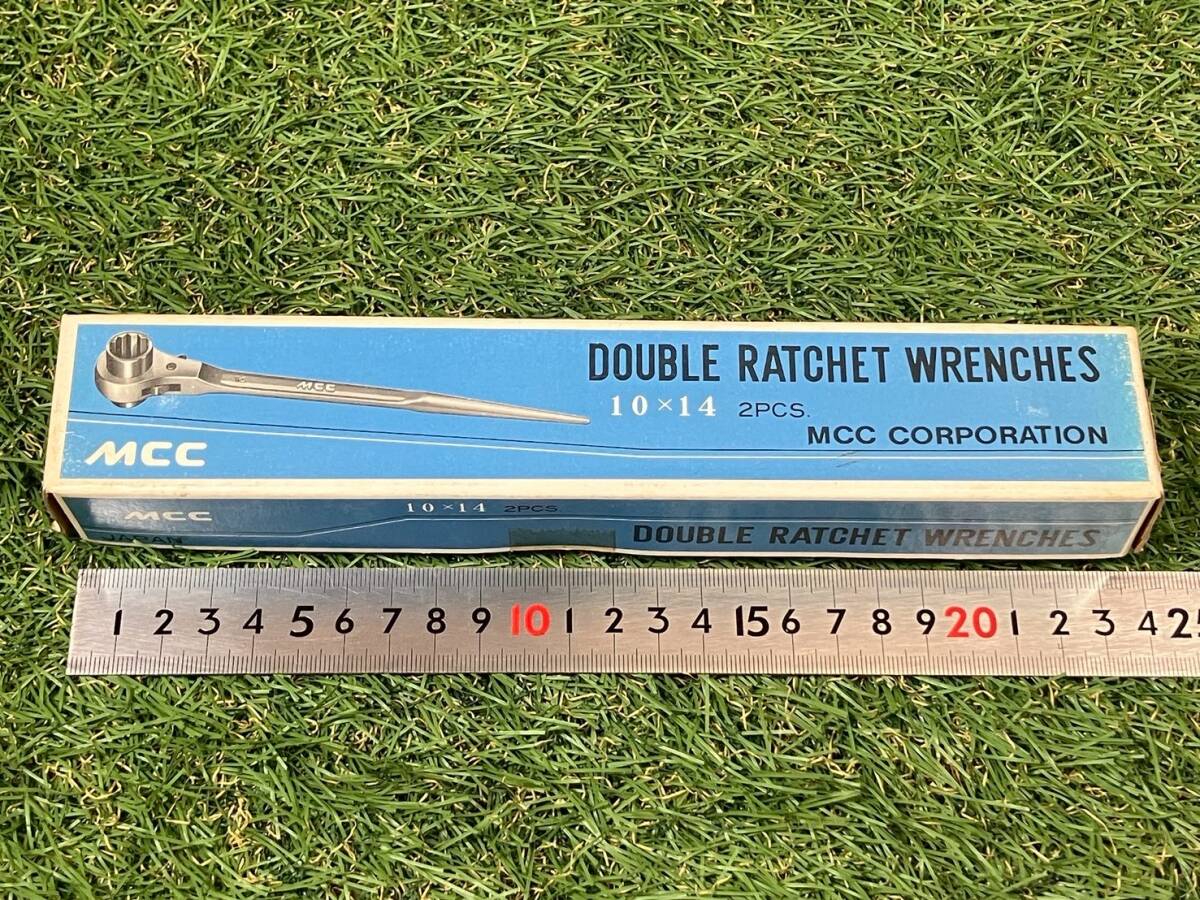 MCC
DOUBLE RATCHET WRENCHES
10×14 2PCS.
MCC CORPORATION
MCC
MCC
10×14 2PCS
JAPAN
DOUBLE RATCHET WRENCHES
1 2 3 4 5 6 7 8 9 10 1 2 3 4 15 6 7 8 9 20 1 2 3 4